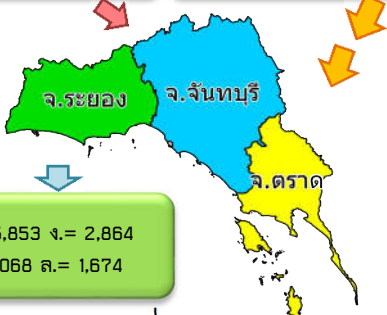 จ.ระยอง
จ.จันทบุรี
จ.ตราด
,853 ง.= 2,864
068 ล.= 1,674